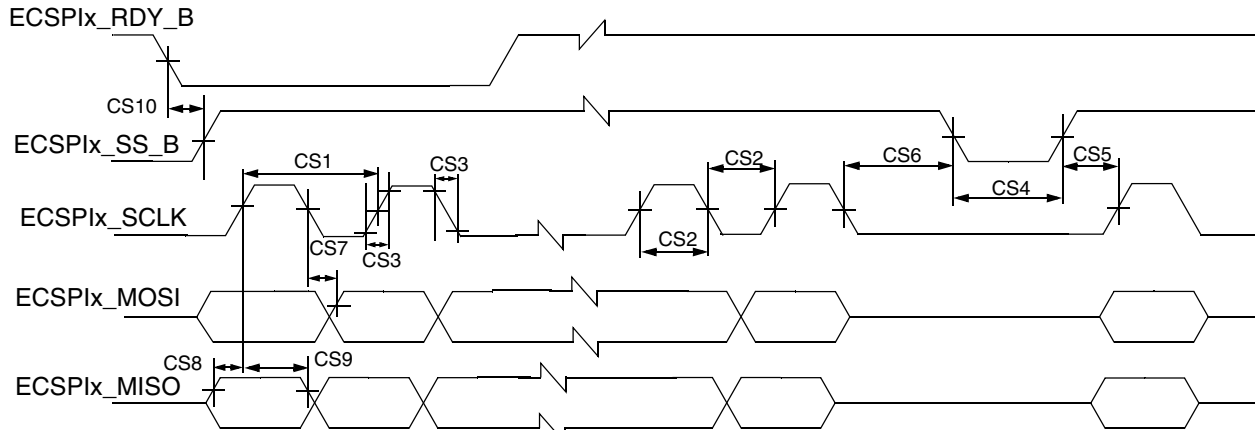 ECSPIx_RDY_B
CS10
ECSPIx_SS_B
CS1
CS3
CS2
CS6
CS5
CS4
ECSPIx_SCLK
CS7
CS3
CS2
ECSPIx_MOSI
CS8
CS9
ECSPIx_MISO